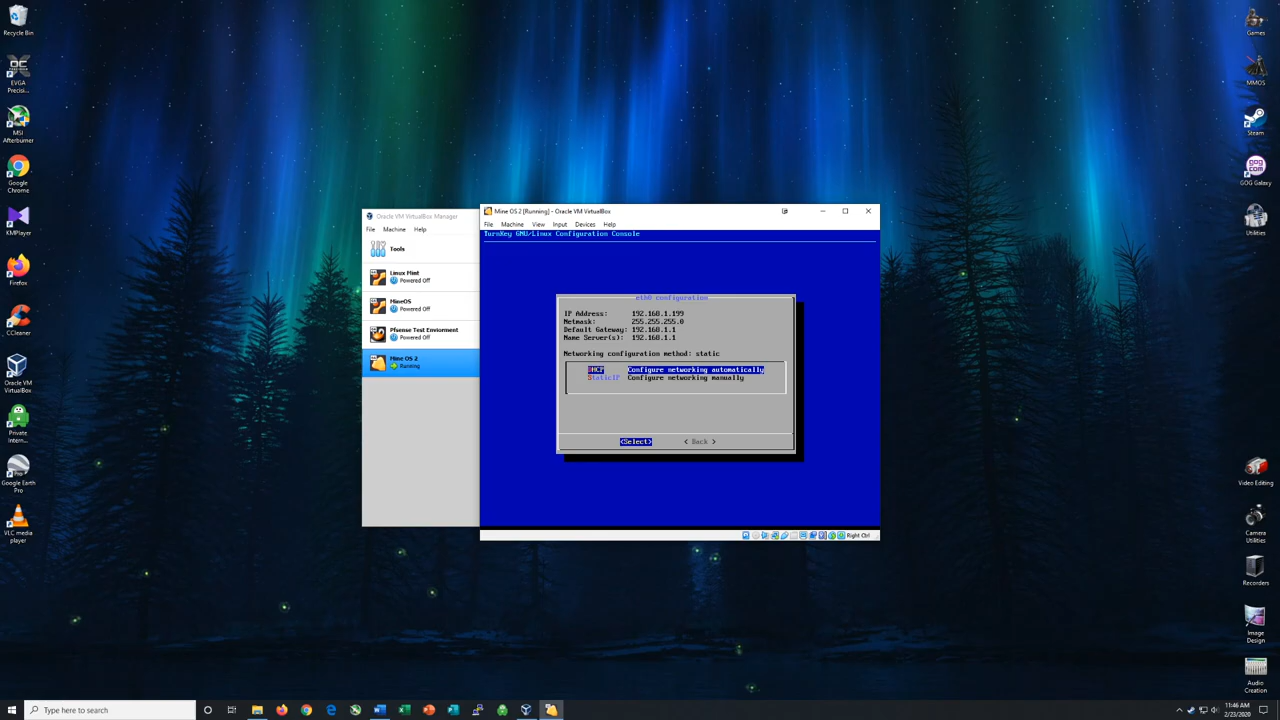 Recycle Bin
EVGA
Precisi...
MSI
Afterburner
Google
Chrome
KMPlayer
Firefox
CCleaner
Oracle VM
VirtualBox
Private
Intern...
Google Earth
Pro
VLC media
player
Oracle VM VirtualBox Manager
File Machine Help
Tools
Linux Mint
Powered Off
MineOS
Powered Off
Pfsense Test Enviorment
Powered Off
Mine OS 2
Running
Mine OS 2 [Running] - Oracle VM VirtualBox
File Machine View Input Devices Help
TurnKey GNU/Linux Configuration Console
eth0 configuration
IP Address: 192.168.1.199
Netmask: 255.255.255.0
Default Gateway: 192.168.1.1
Name Server(s): 192.168.1.1
Networking configuration method: static
DHCP Configure networking automatically
StaticIP Configure networking manually
<Select> < Back >
Right Ctrl
Games
MMOS
Steam
GOG
COM
GOG Galaxy
Utilities
Video Editing
Camera
Utilities
Recorders
Image
Design
Audio
Creation
Type here to search
11:46 AM
2/23/2020